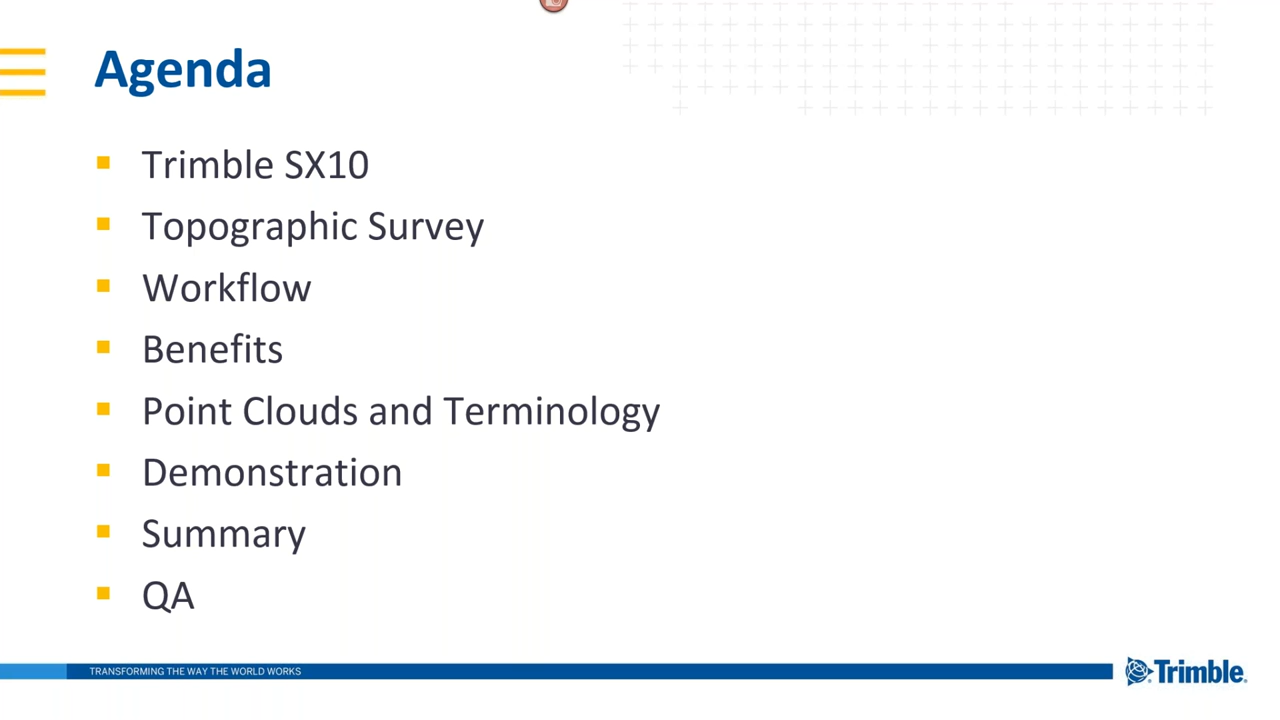 Agenda
Trimble SX10
Topographic Survey
Workflow
Benefits
Point Clouds and Terminology
Demonstration
Summary
QA
TRANSFORMING THE WAY THE WORLD WORKS
Trimble